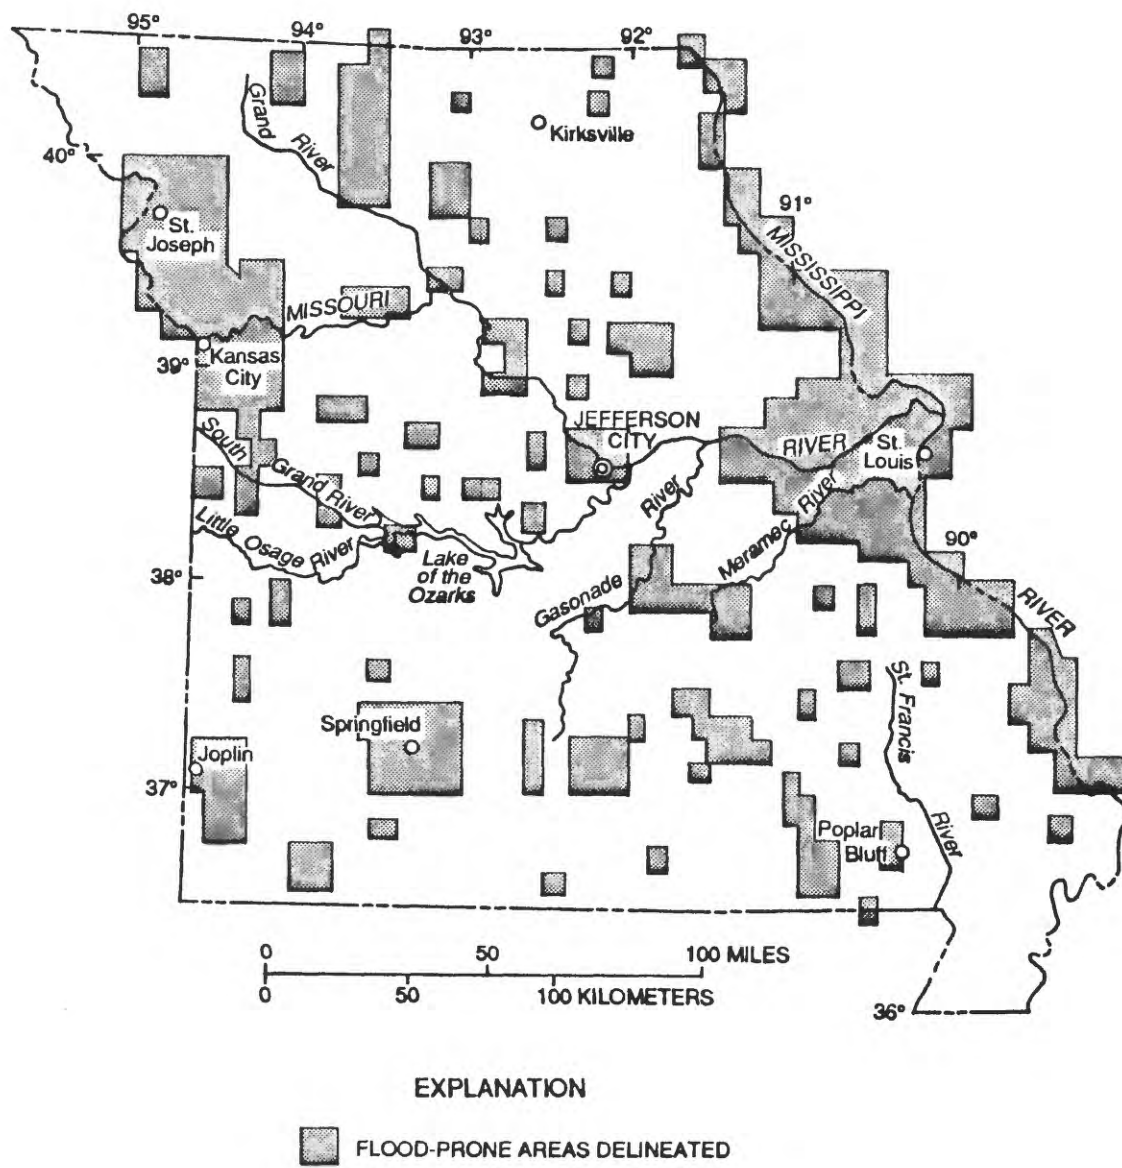 95°
94°
93°
92°
Grand
River
Kirksville
40°
St.
Joseph
91°
MISSISSIPPI
MISSOURI
39°
Kansas
City
JEFFERSON
CITY
RIVER
St.
Louis
South
Grand River
River
Meramec River
Little Osage River
Lake
of the
Ozarks
90°
38°
Gasonade
RIVER
St. Francis
River
Springfield
Joplin
37°
Poplar
Bluff
0 50 100 MILES
0 50 100 KILOMETERS
36°
EXPLANATION
FLOOD-PRONE AREAS DELINEATED